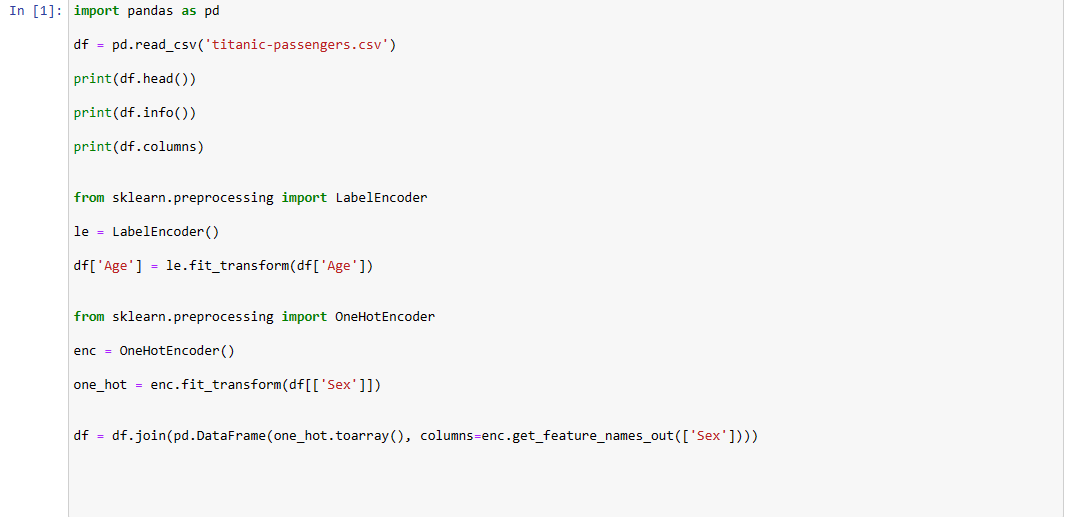 In [1]: import pandas as pd
df = pd.read_csv('titanic-passengers.csv')
print(df.head())
print(df.info())
print(df.columns)
from sklearn.preprocessing import LabelEncoder
le = LabelEncoder()
df['Age'] = le.fit_transform(df['Age'])
from sklearn.preprocessing import OneHotEncoder
enc = OneHotEncoder()
one_hot = enc.fit_transform(df[['Sex']])
df = df.join(pd.DataFrame(one_hot.toarray(), columns=enc.get_feature_names_out(['Sex'])))